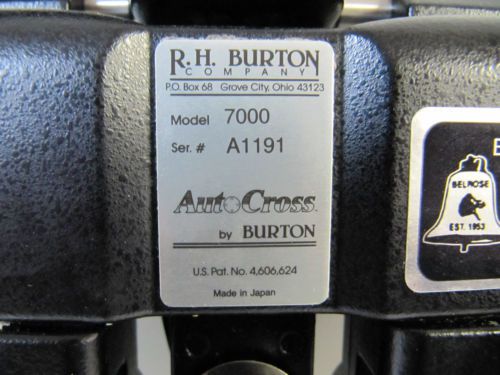 R.H. BURTON
COMPANY
P.O. Box 68 Grove City, Ohio 43123
Model 7000
Ser. # A1191
AutoCross
by BURTON
U.S. Pat. No. 4,606,624
Made in Japan
BELROSE
EST. 1953